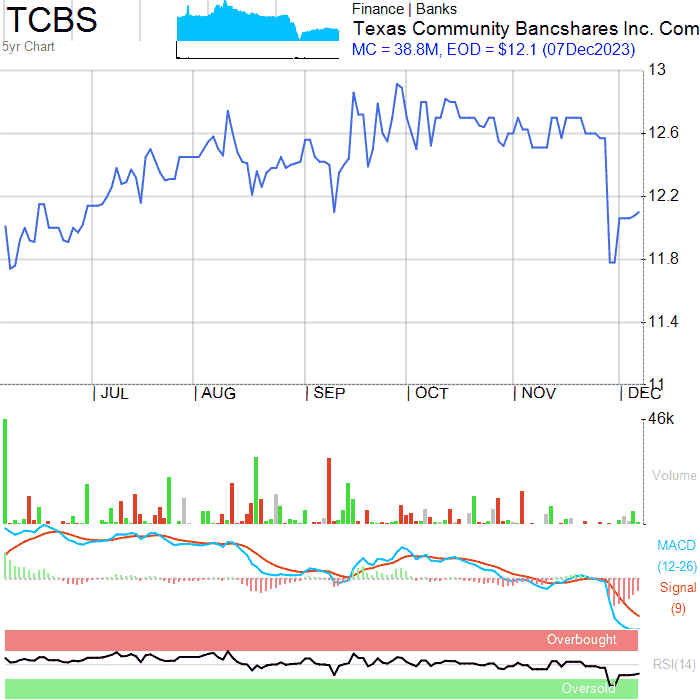 TCBS
5yr Chart
Finance | Banks
Texas Community Bancshares Inc. Com
MC = 38.8M, EOD = $12.1 (07Dec2023)
13
12.6
12.2
11.8
11.4
11
JUL AUG SEP OCT NOV DEC
46k
Volume
MACD
(12-26)
Signal
(9)
Overbought
RSI(14)
Oversold